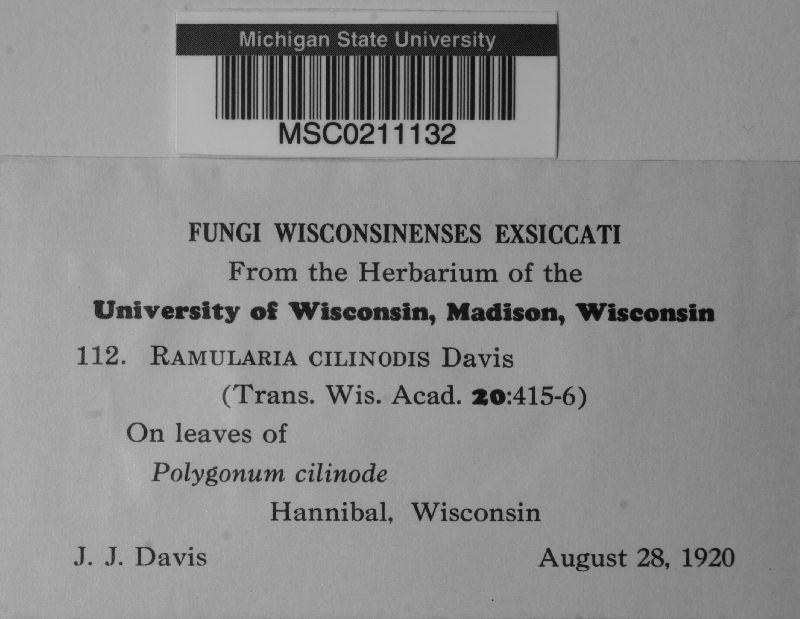 Michigan State University
MSC0211132
FUNGI WISCONSINENSES EXSICCATI
From the Herbarium of the
University of Wisconsin, Madison, Wisconsin
112. RAMULARIA CILINODIS Davis
(Trans. Wis. Acad. 20:415-6)
On leaves of
Polygonum cilinode
Hannibal, Wisconsin
J. J. Davis August 28, 1920